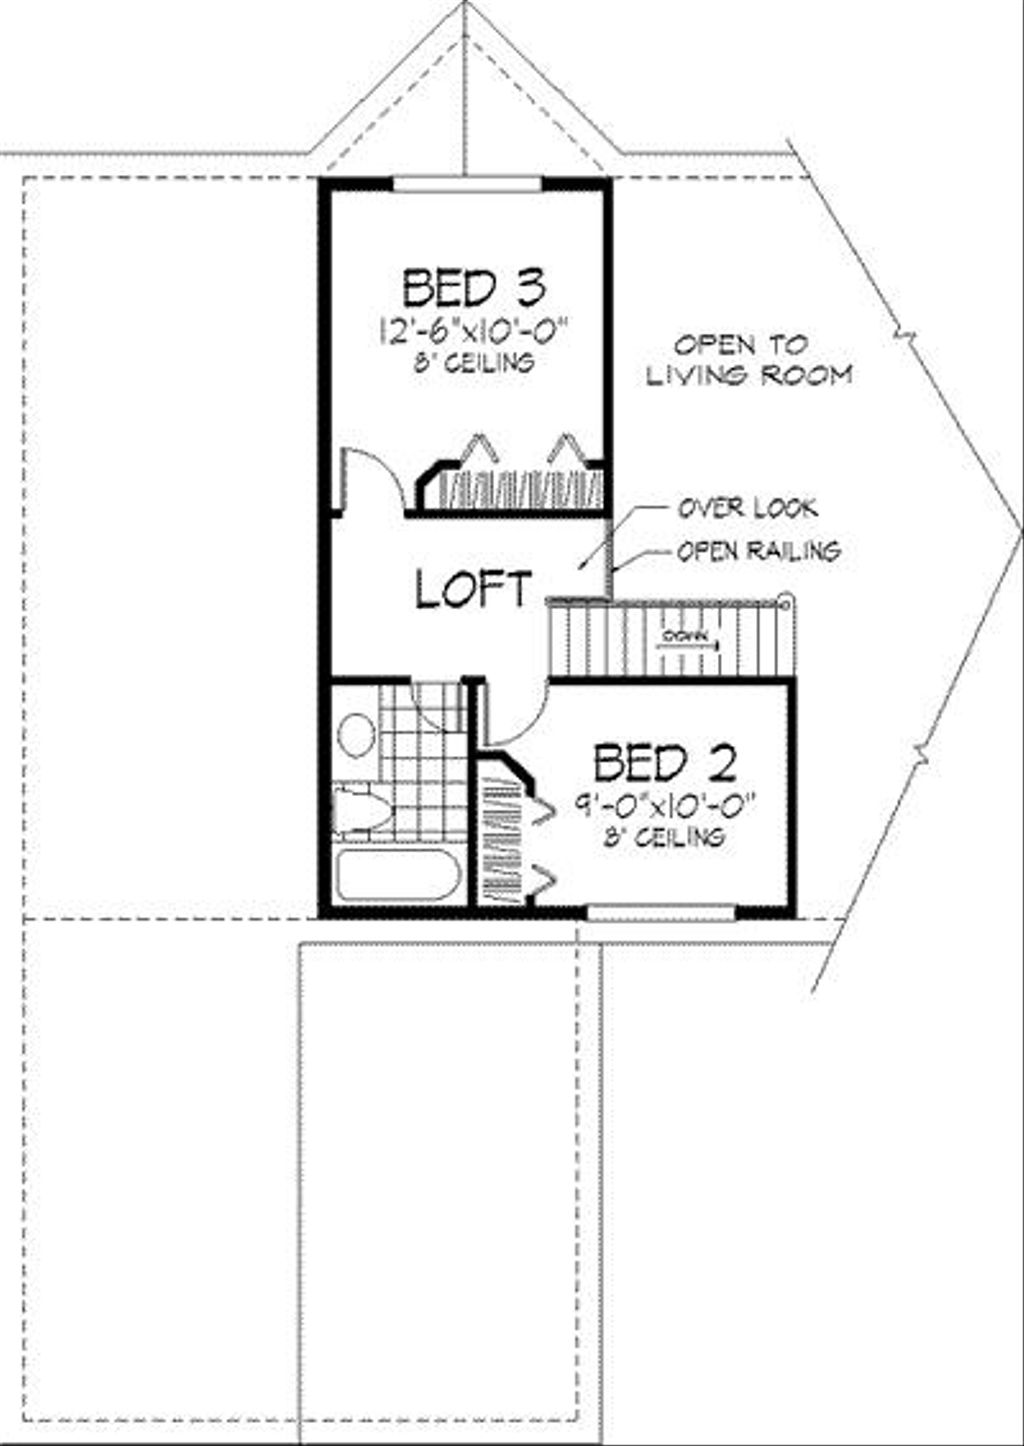 BED 3
12'-6"x10'-0"
8' CEILING
OPEN TO
LIVING ROOM
OVER LOOK
OPEN RAILING
LOFT
DOWN
BED 2
9'-0"x10'-0"
8' CEILING